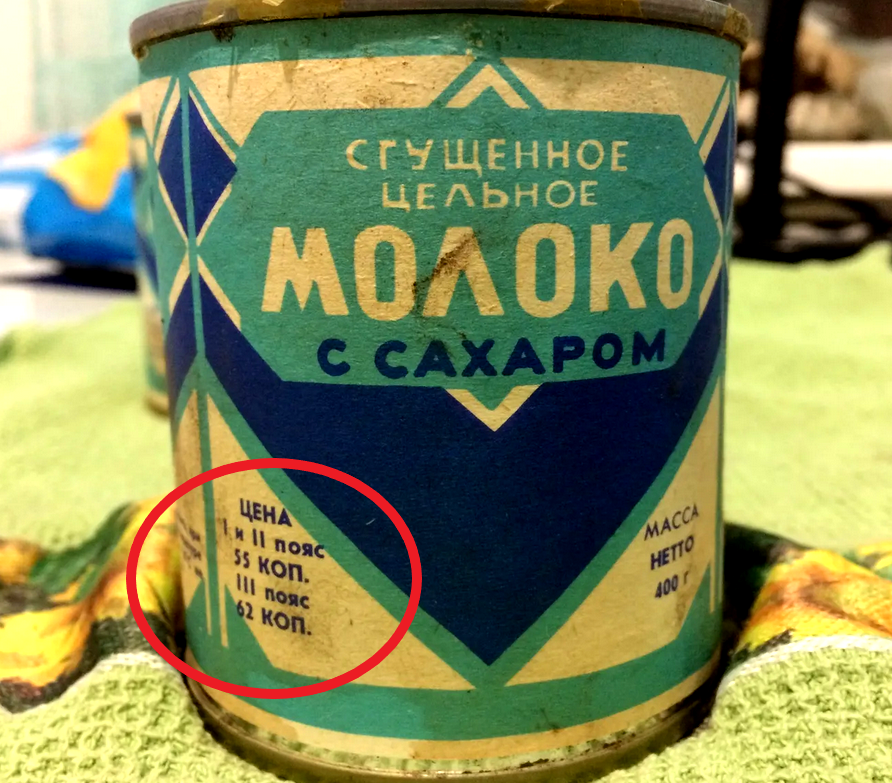 СГУЩЕННОЕ
ЦЕЛЬНОЕ
МОЛОКО
С САХАРОМ
ЦЕНА
I и II пояс
55 КОП.
III пояс
62 КОП.
МАССА
НЕТТО
400 г